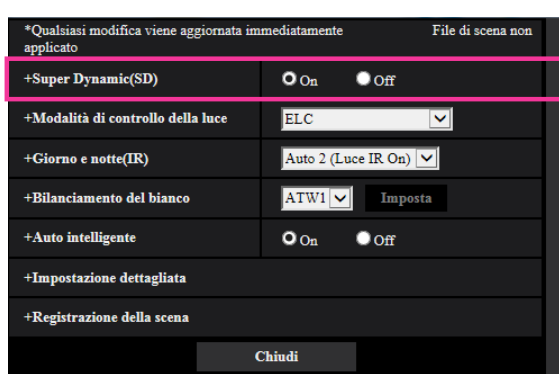 *Qualsiasi modifica viene aggiornata immediatamente File di scena non
applicato
+Super Dynamic(SD) On Off
+Modalità di controllo della luce ELC
+Giorno e notte(IR) Auto 2 (Luce IR On)
+Bilanciamento del bianco ATW1 Imposta
+Auto intelligente On Off
+Impostazione dettagliata
+Registrazione della scena
Chiudi